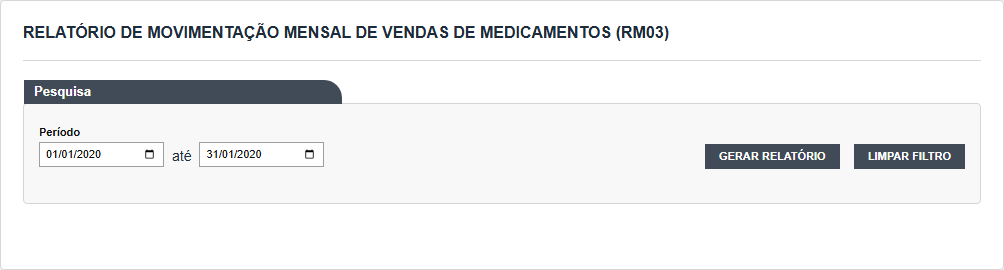 RELATÓRIO DE MOVIMENTAÇÃO MENSAL DE VENDAS DE MEDICAMENTOS (RM03)
Pesquisa
Período
01/01/2020 até 31/01/2020
GERAR RELATÓRIO LIMPAR FILTRO